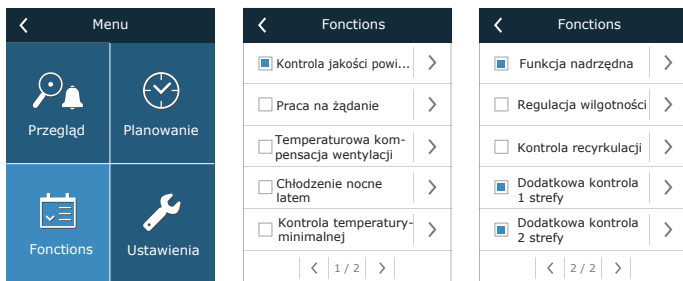 Menu
Przegląd
Planowanie
Fonctions
Ustawienia
Fonctions
Kontrola jakości powi...
Praca na żądanie
Temperaturowa kom-
pensacja wentylacji
Chłodzenie nocne
latem
Kontrola temperatury-
minimalnej
1 / 2
Fonctions
Funkcja nadrzędna
Regulacja wilgotności
Kontrola recyrkulacji
Dodatkowa kontrola
1 strefy
Dodatkowa kontrola
2 strefy
2 / 2